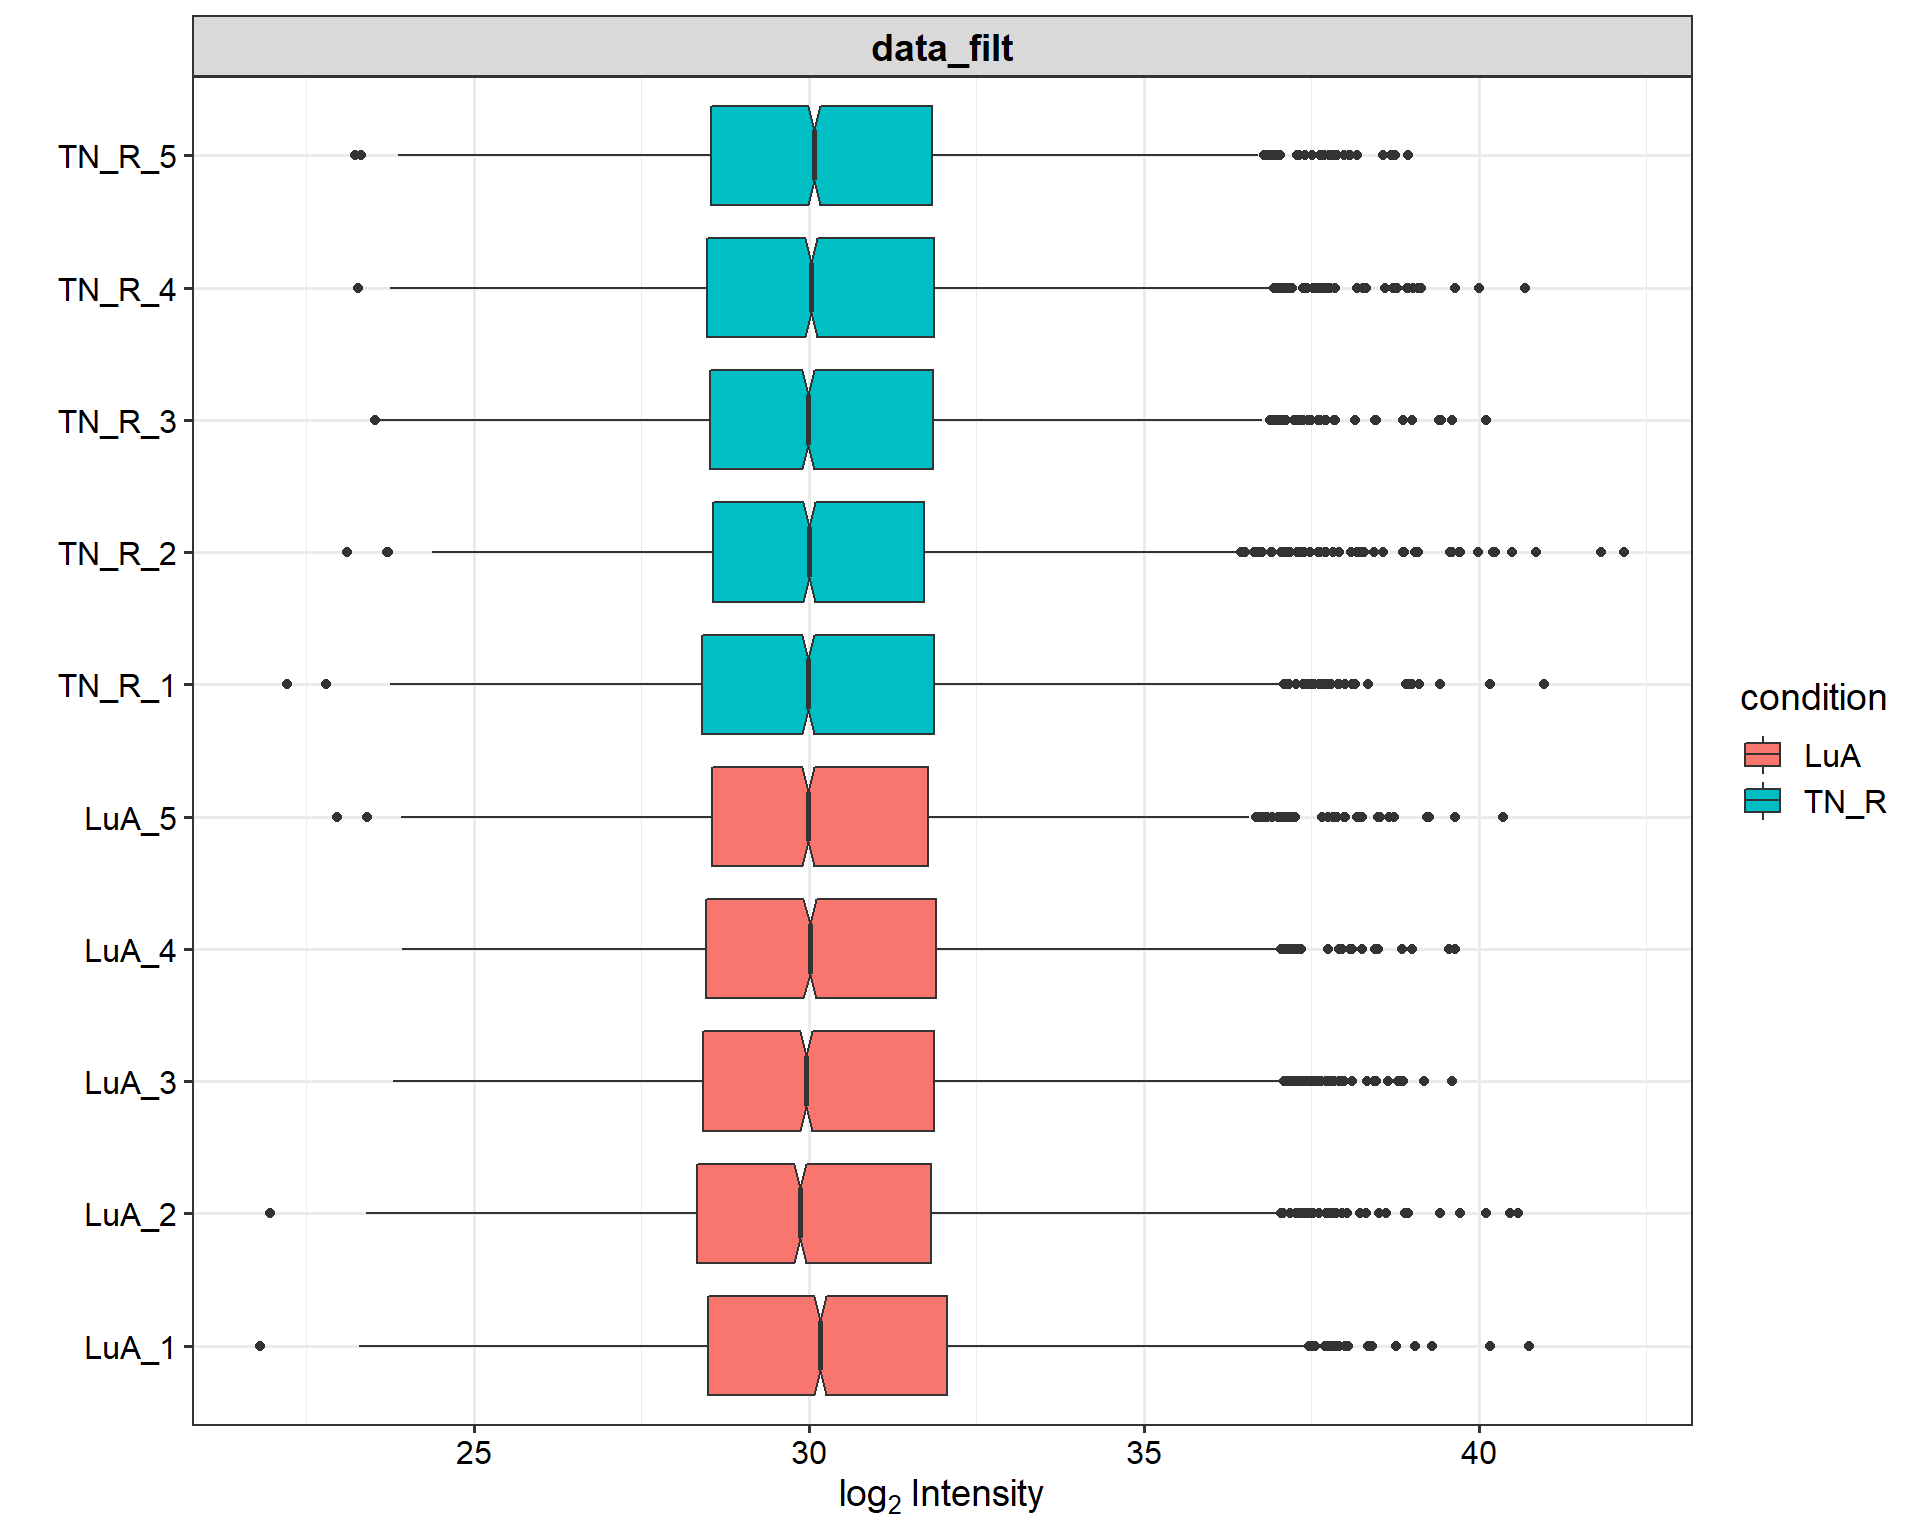 data_filt
TN_R_5
TN_R_4
TN_R_3
TN_R_2
TN_R_1
LuA_5
LuA_4
LuA_3
LuA_2
LuA_1
25 30 35 40
log₂ Intensity
condition
LuA
TN_R